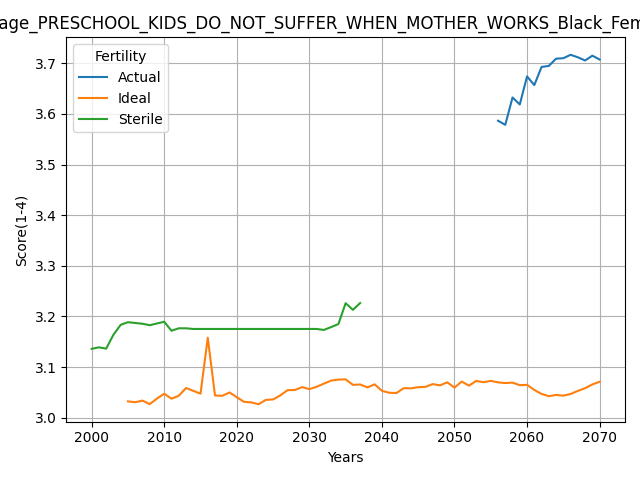 age_PRESCHOOL_KIDS_DO_NOT_SUFFER_WHEN_MOTHER_WORKS_Black_Fem
Fertility
Actual
Ideal
Sterile
Score(1-4)
3.7
3.6
3.5
3.4
3.3
3.2
3.1
3.0
2000 2010 2020 2030 2040 2050 2060 2070
Years